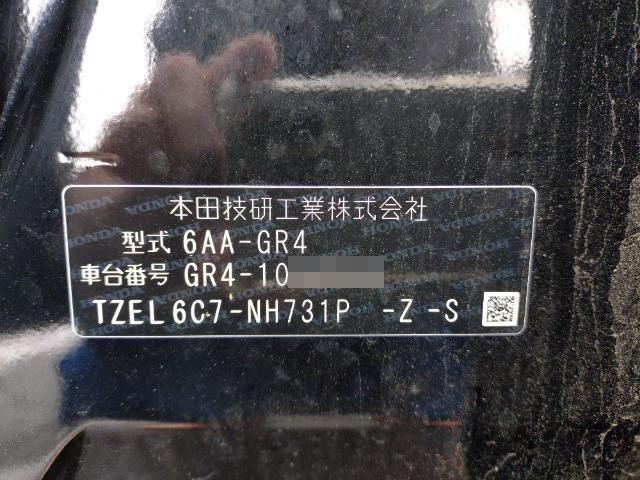 本田技研工業株式会社
型式 6AA-GR4
車台番号 GR4-10
TZEL6C7-NH731P -Z -S